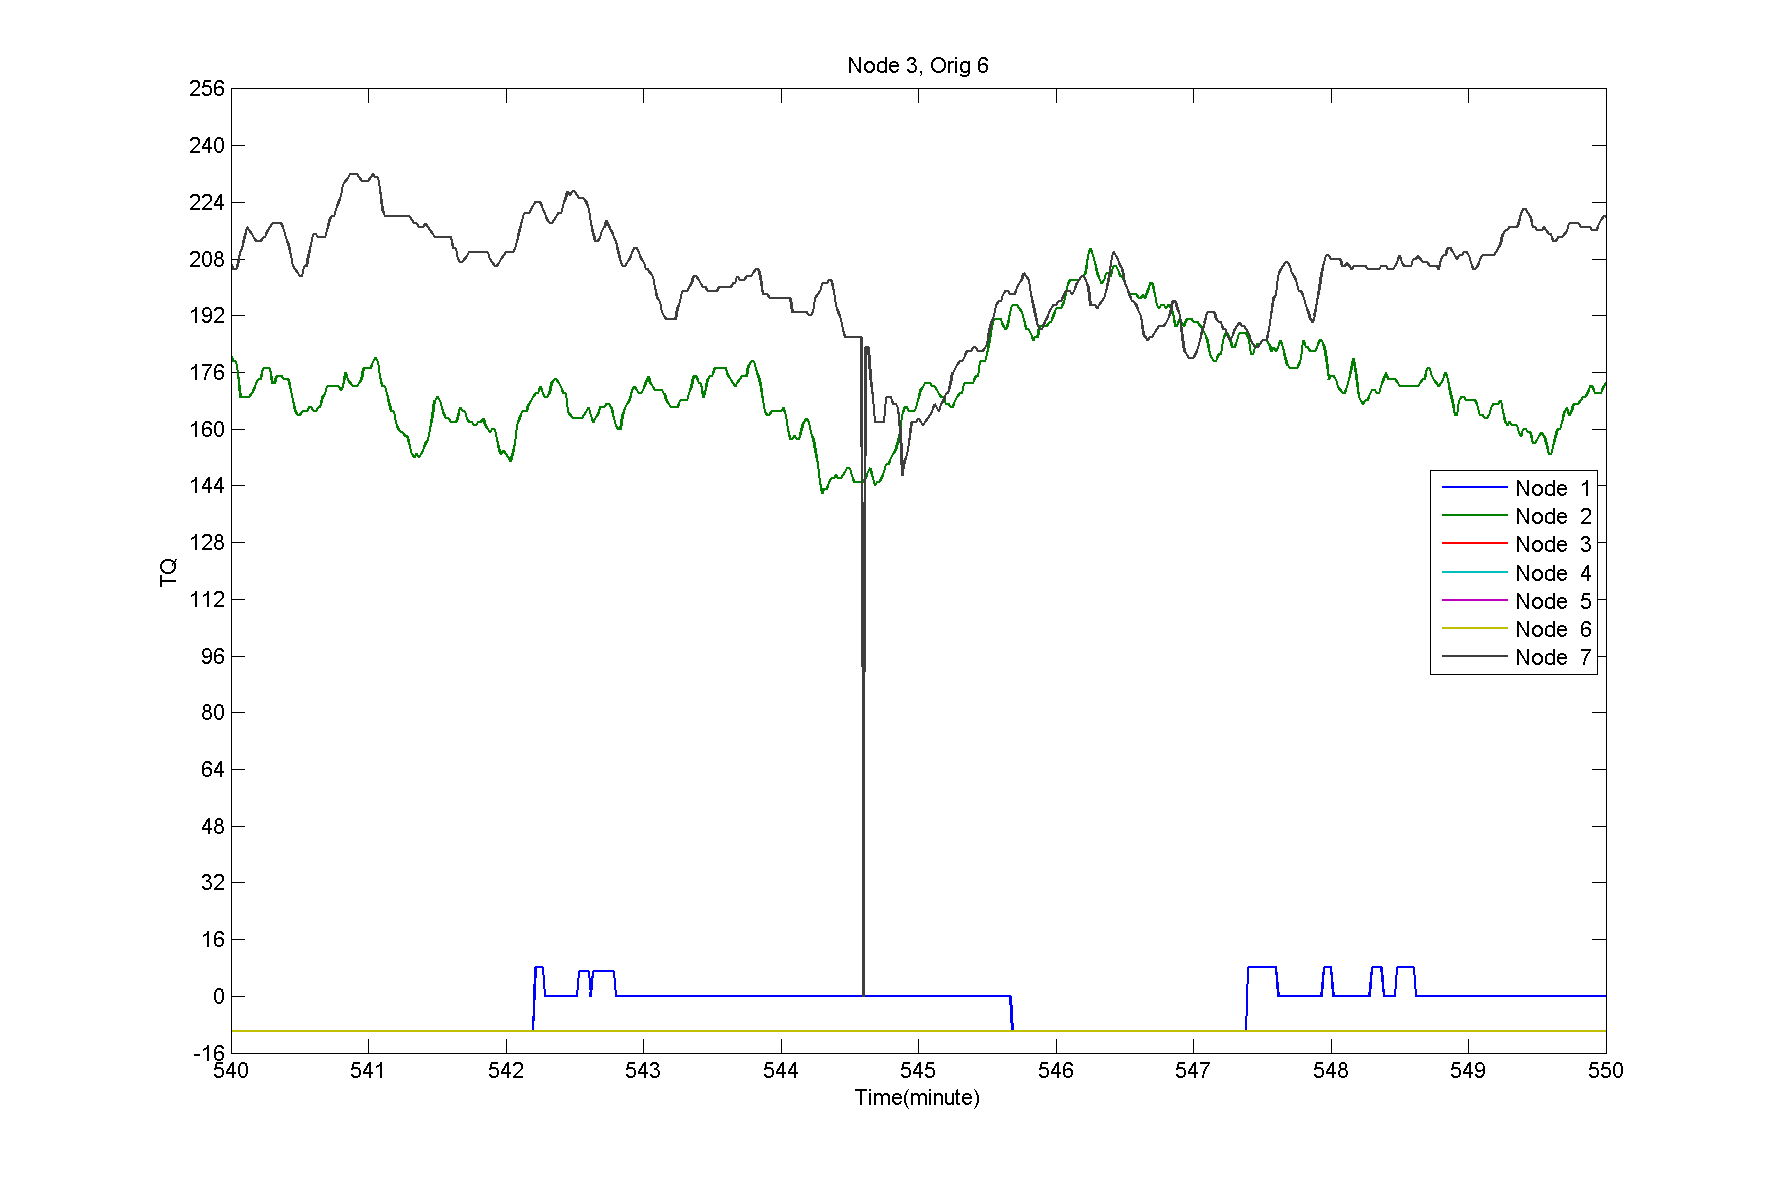 Node 3, Orig 6
256
240
224
208
192
176
160
144
128
112
96
80
64
48
32
16
0
-16
TQ
Node 1
Node 2
Node 3
Node 4
Node 5
Node 6
Node 7
540 541 542 543 544 545 546 547 548 549 550
Time(minute)